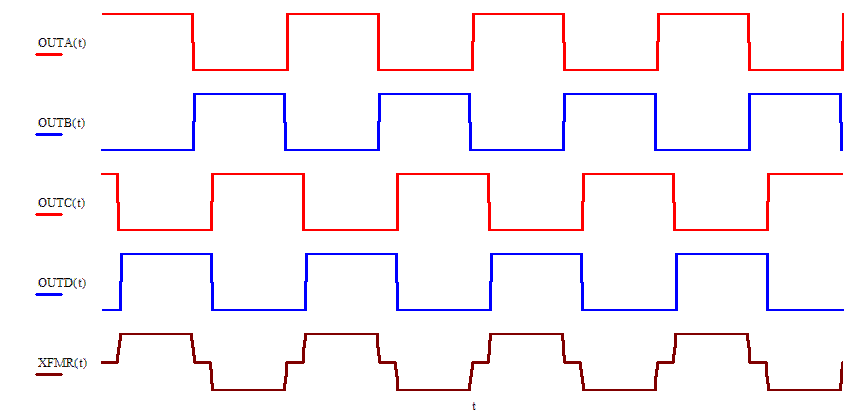 OUTA(t)
OUTB(t)
OUTC(t)
OUTD(t)
XFMR(t)
t